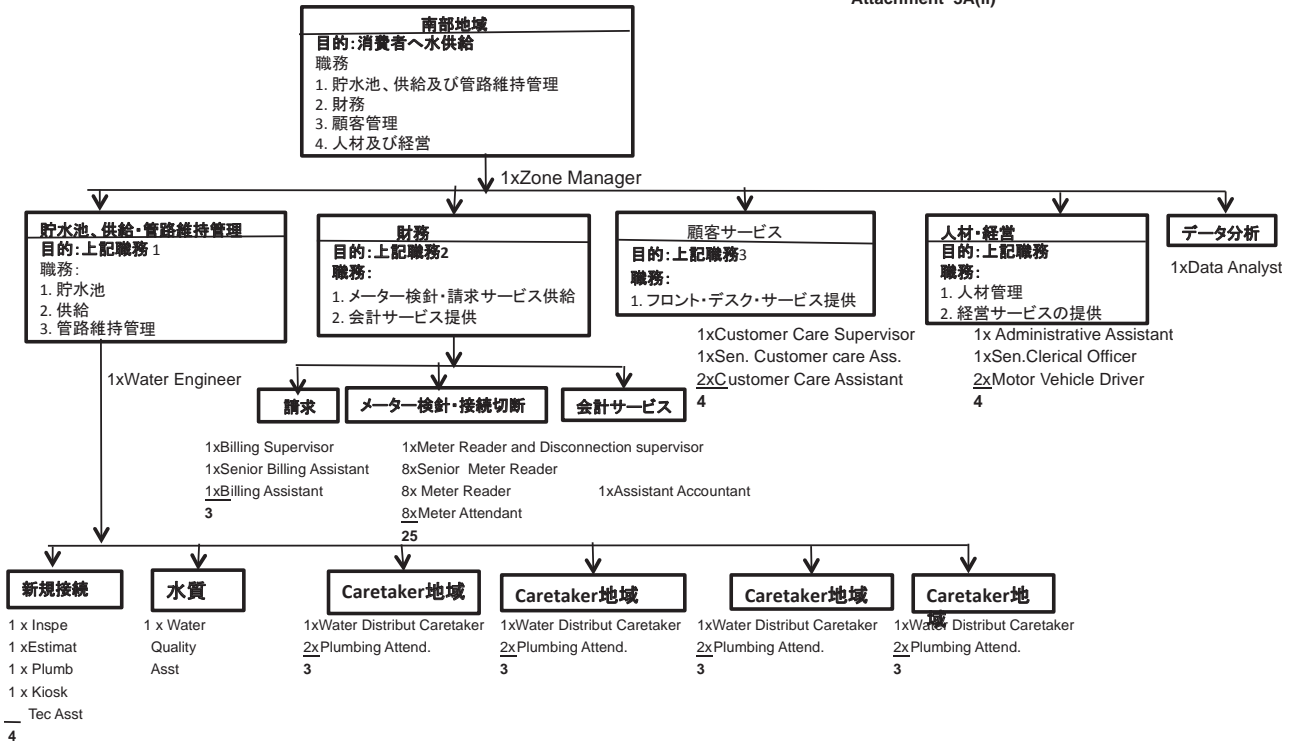 Attachment 3A(ii)
南部地域
目的:消費者へ水供給
職務
1. 貯水池、供給及び管路維持管理
2. 財務
3. 顧客管理
4. 人材及び経営
1xZone Manager
貯水池、供給・管路維持管理
目的:上記職務 1
職務:
1. 貯水池
2. 供給
3. 管路維持管理
財務
目的:上記職務2
職務:
1. メーター検針・請求サービス供給
2. 会計サービス提供
顧客サービス
目的:上記職務3
職務:
1. フロント・デスク・サービス提供
人材・経営
目的:上記職務
職務:
1. 人材管理
2. 経営サービスの提供
データ分析
1xData Analyst
1xCustomer Care Supervisor
1xSen. Customer care Ass.
2xCustomer Care Assistant
4
1x Administrative Assistant
1xSen.Clerical Officer
2xMotor Vehicle Driver
4
1xWater Engineer
請求
メーター検針・接続切断
会計サービス
1xBilling Supervisor
1xSenior Billing Assistant
1xBilling Assistant
3
1xMeter Reader and Disconnection supervisor
8xSenior Meter Reader
8x Meter Reader
8xMeter Attendant
25
1xAssistant Accountant
新規接続
1 x Inspe
1 xEstimat
1 x Plumb
1 x Kiosk
Tec Asst
4
水質
1 x Water
Quality
Asst
Caretaker地域
1xWater Distribut Caretaker
2xPlumbing Attend.
3
Caretaker地域
1xWater Distribut Caretaker
2xPlumbing Attend.
3
Caretaker地域
1xWater Distribut Caretaker
2xPlumbing Attend.
3
Caretaker地
域
1xWater Distribut Caretaker
2xPlumbing Attend.
3